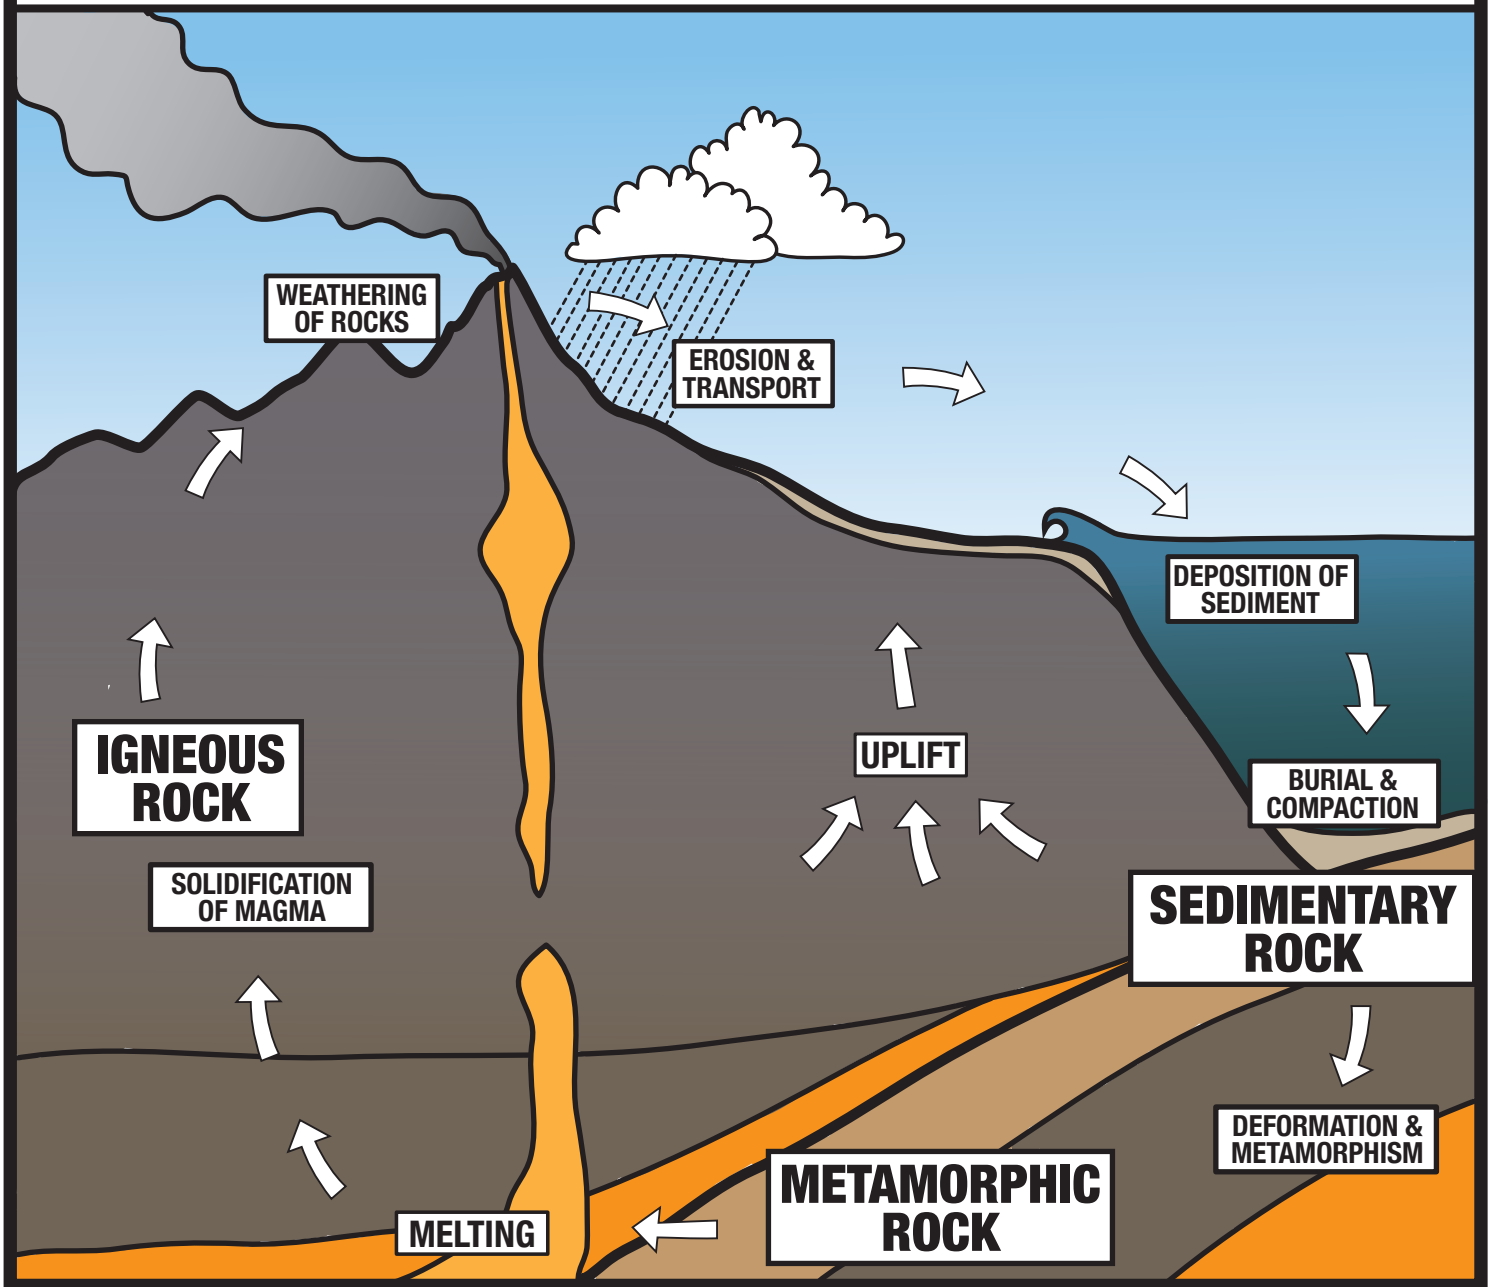 WEATHERING
OF ROCKS
EROSION &
TRANSPORT
DEPOSITION OF
SEDIMENT
IGNEOUS
ROCK
UPLIFT
BURIAL &
COMPACTION
SOLIDIFICATION
OF MAGMA
SEDIMENTARY
ROCK
DEFORMATION &
METAMORPHISM
METAMORPHIC
ROCK
MELTING